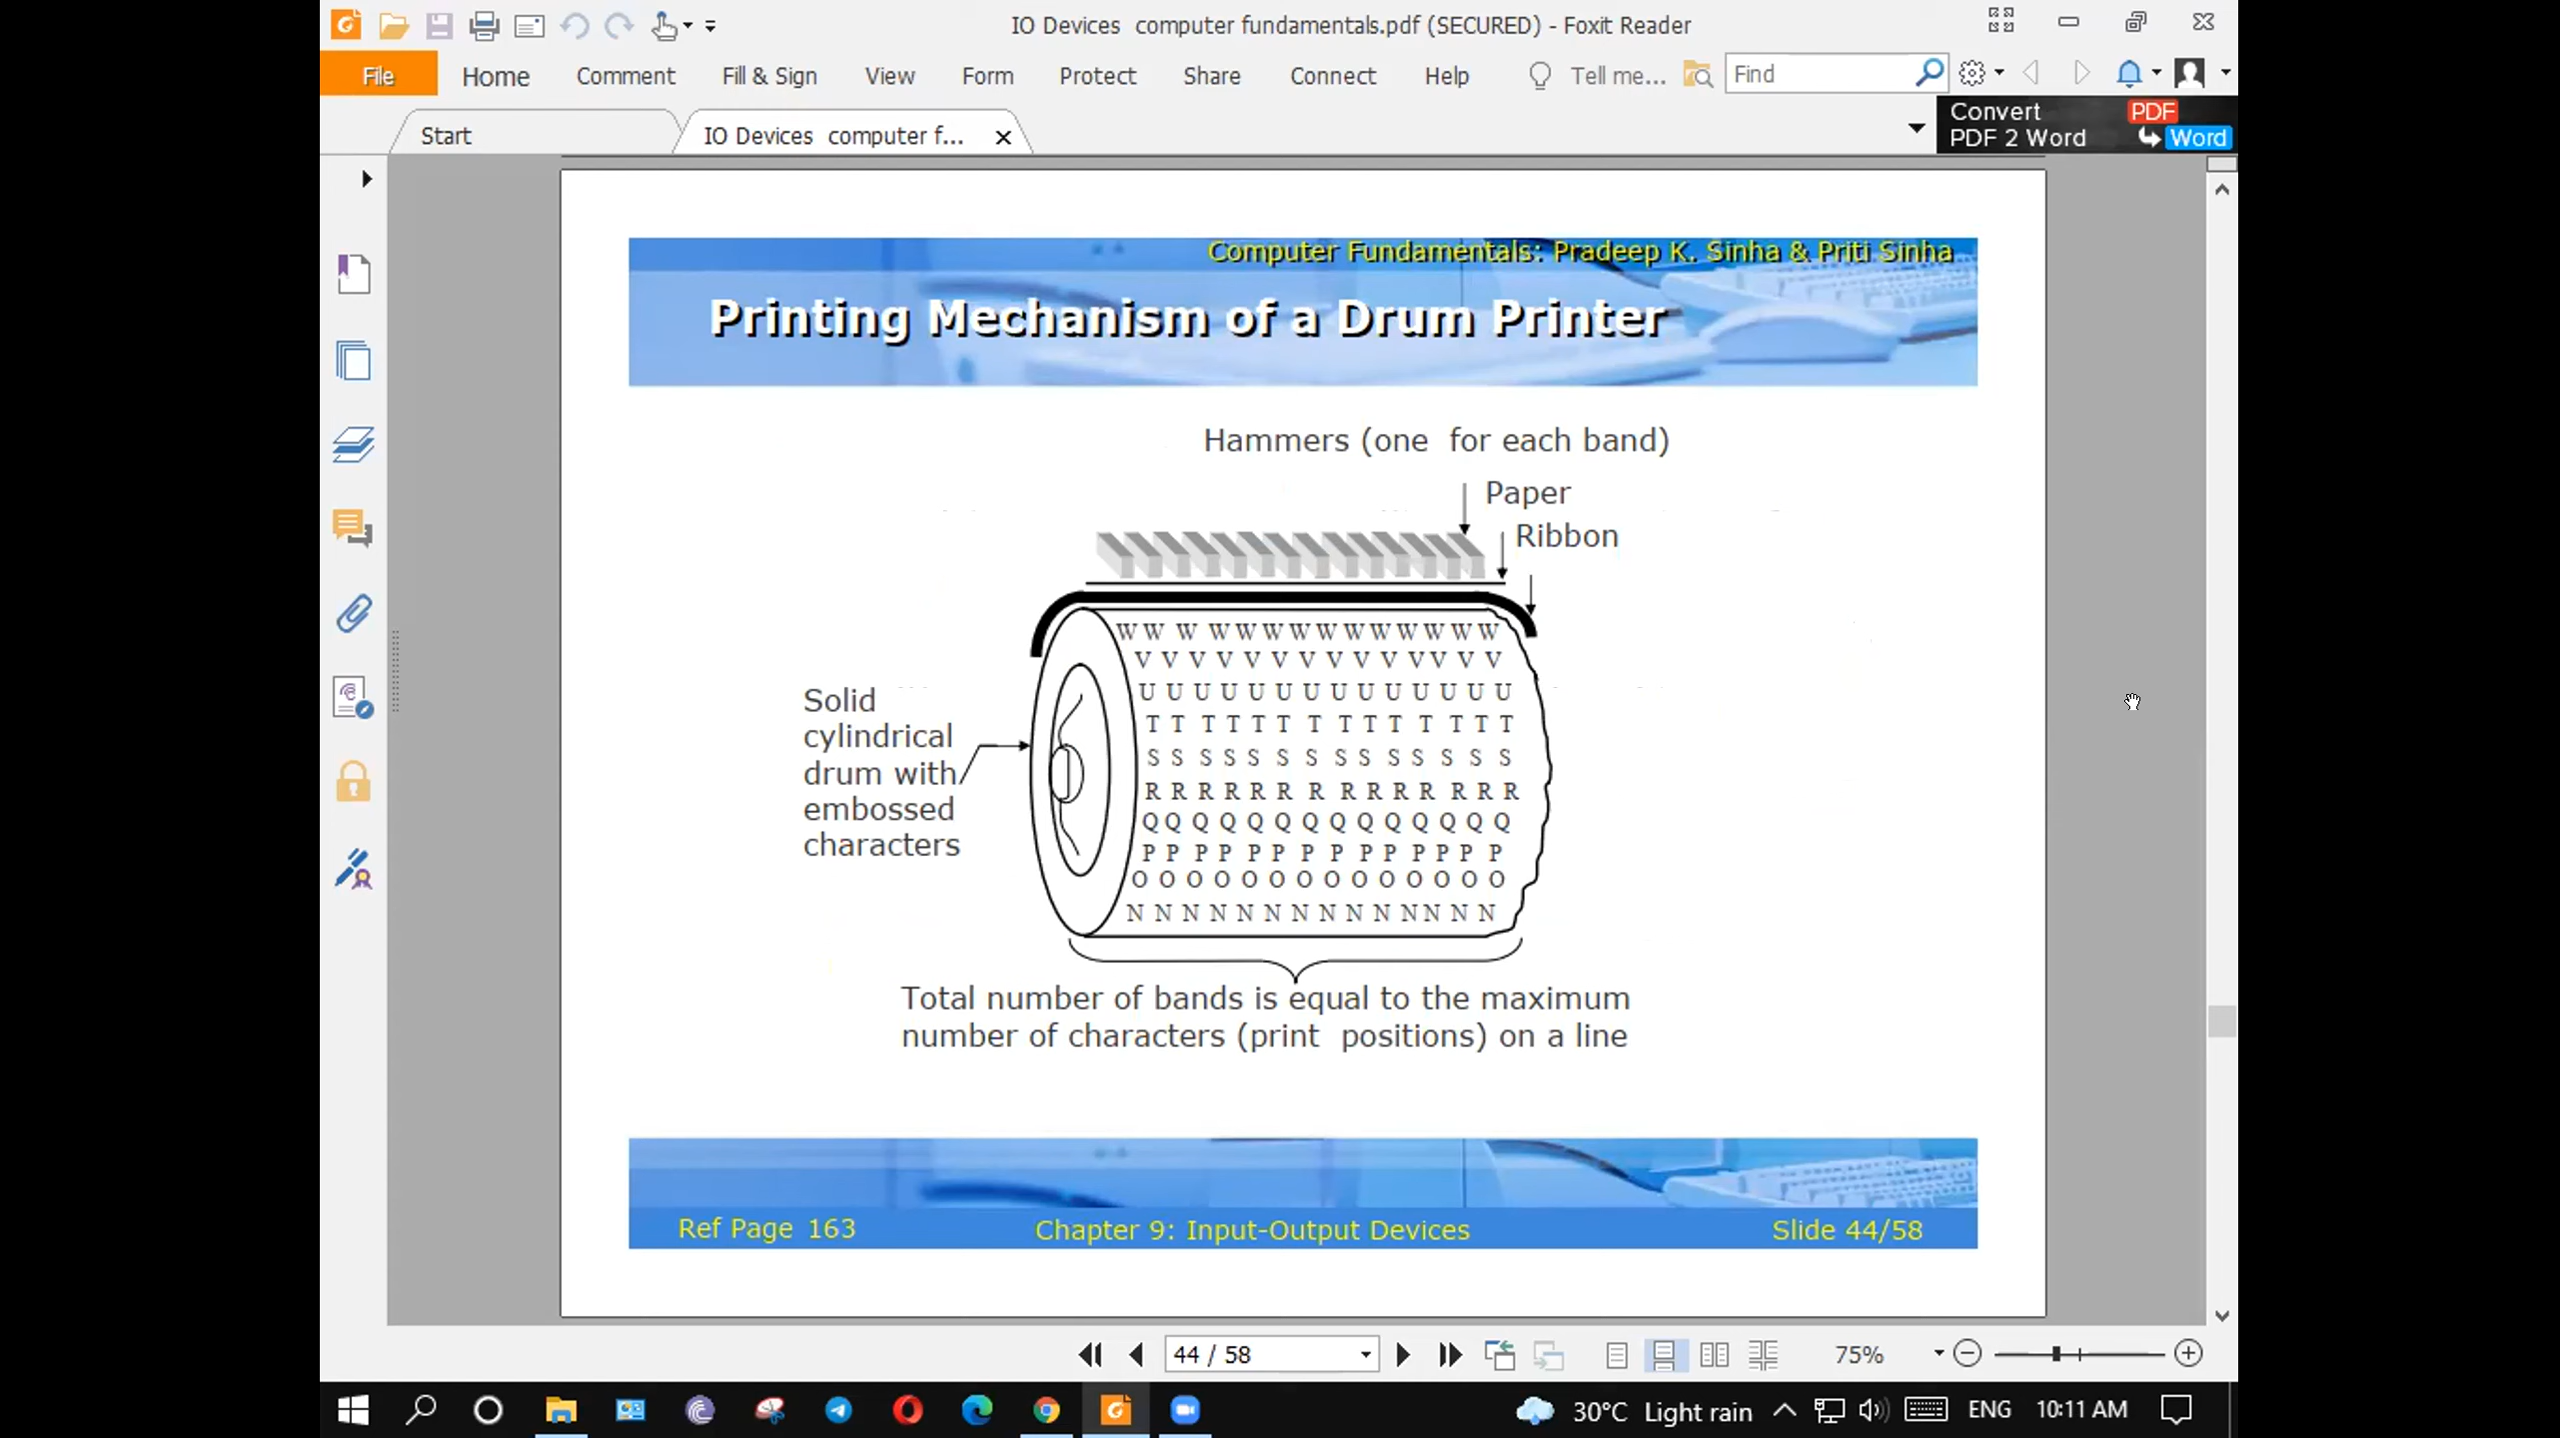 IO Devices  computer fundamentals.pdf (SECURED) - Foxit Reader
File Home Comment Fill & Sign View Form Protect Share Connect Help Tell me... Find
Start IO Devices  computer f...
Convert PDF
PDF 2 Word Word
Computer Fundamentals: Pradeep K. Sinha & Priti Sinha
Printing Mechanism of a Drum Printer
Hammers (one  for each band)
Paper
Ribbon
W W W W W W W W W W W W W W
V V V V V V V V V V V V V V
U U U U U U U U U U U U U U
T T T T T T T T T T T T T
S S S S S S S S S S S S S
R R R R R R R R R R R R R
Q Q Q Q Q Q Q Q Q Q Q Q Q Q
P P P P P P P P P P P P P
O O O O O O O O O O O O O O
N N N N N N N N N N N N N N
Solid
cylindrical
drum with
embossed
characters
Total number of bands is equal to the maximum
number of characters (print  positions) on a line
Ref Page 163 Chapter 9: Input-Output Devices Slide 44/58
44 / 58 75%
30°C Light rain ENG 10:11 AM